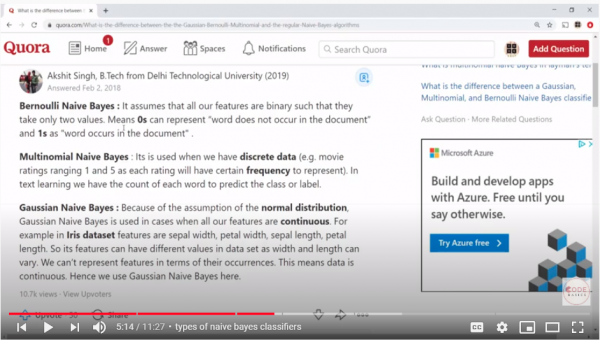 What is the difference between t
quora.com/What-is-the-difference-between-the-the-Gaussian-Bernoulli-Multinomial-and-the-regular-Naive-Bayes-algorithms
Quora
Home
1
Answer
Spaces
Notifications
Search Quora
Add Question
Akshit Singh, B.Tech from Delhi Technological University (2019)
Answered Feb 2, 2018
Bernoulli Naive Bayes : It assumes that all our features are binary such that they
take only two values. Means 0s can represent “word does not occur in the document”
and 1s as "word occurs in the document" .
Multinomial Naive Bayes : Its is used when we have discrete data (e.g. movie
ratings ranging 1 and 5 as each rating will have certain frequency to represent). In
text learning we have the count of each word to predict the class or label.
Gaussian Naive Bayes : Because of the assumption of the normal distribution,
Gaussian Naive Bayes is used in cases when all our features are continuous. For
example in Iris dataset features are sepal width, petal width, sepal length, petal
length. So its features can have different values in data set as width and length can
vary. We can’t represent features in terms of their occurrences. This means data is
continuous. Hence we use Gaussian Naive Bayes here.
10.7k views · View Upvoters
Upvote · 50
Share
What is multinomial naive Bayes in layman's
What is the difference between a Gaussian,
Multinomial, and Bernoulli Naive Bayes classifie
Ask Question · More Related Questions
Microsoft Azure
Build and develop apps
with Azure. Free until you
say otherwise.
Try Azure free >
CODE
basics
5:14 / 11:27 • types of naive bayes classifiers
CC